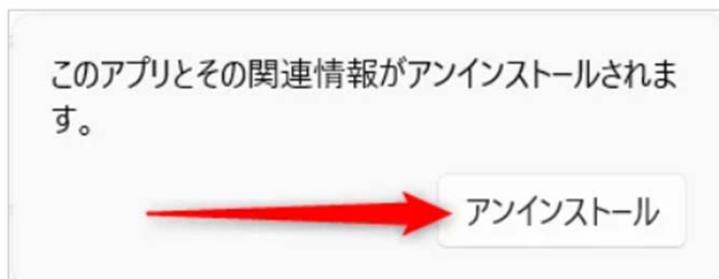 このアプリとその関連情報がアンインストールされま
す。
アンインストール